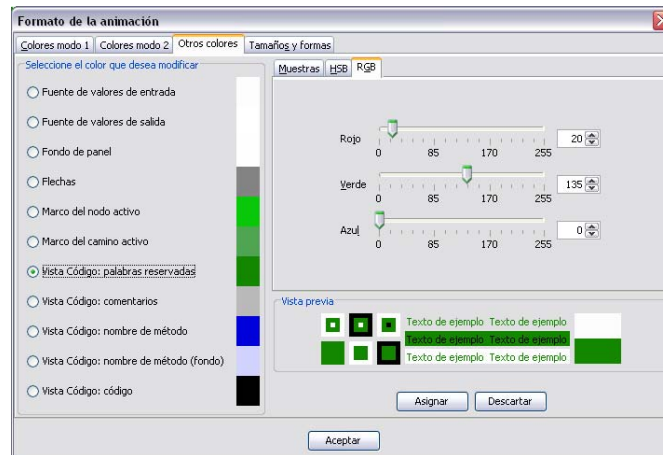 Formato de la animación
Colores modo 1 Colores modo 2 Otros colores Tamaños y formas
Seleccione el color que desea modificar
Fuente de valores de entrada
Fuente de valores de salida
Fondo de panel
Flechas
Marco del nodo activo
Marco del camino activo
Vista Código: palabras reservadas
Vista Código: comentarios
Vista Código: nombre de método
Vista Código: nombre de método (fondo)
Vista Código: código
Muestras HSB RGB
Rojo 20
0 85 170 255
Verde 135
0 85 170 255
Azul 0
0 85 170 255
Vista previa
Texto de ejemplo Texto de ejemplo
Texto de ejemplo Texto de ejemplo
Texto de ejemplo Texto de ejemplo
Asignar Descartar
Aceptar